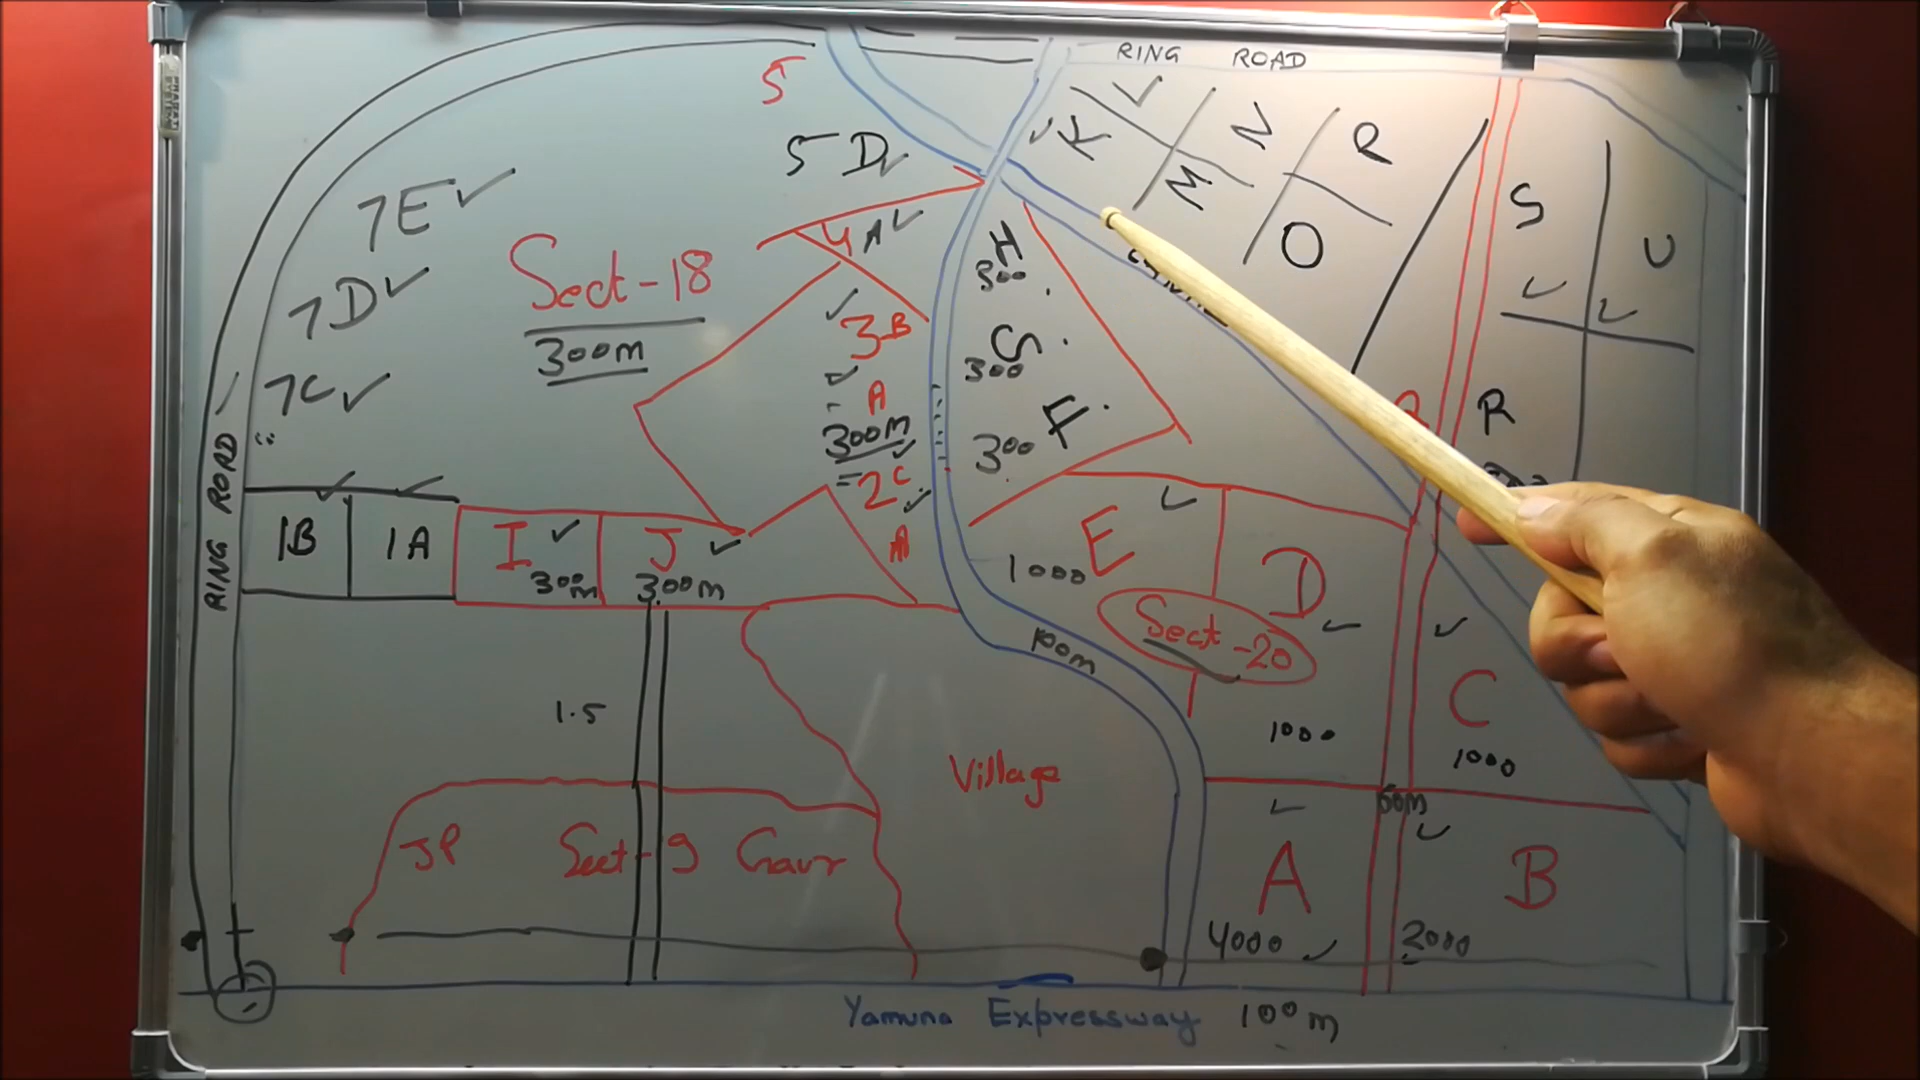 RING ROAD
5
5 D
K
L
N
M
R
O
S
U
7E
Sect-18
300m
4A
H
300
7D
3B
G
300
7C
A
300m
R
F
300
2C
A
RING ROAD
1B
1A
I
300m
J
300m
E
1000
D
1000
Sect-20
100m
C
1000
1.5
Village
60m
JP Sect-9 Gaur
A
4000
B
2000
Yamuna Expressway 100m